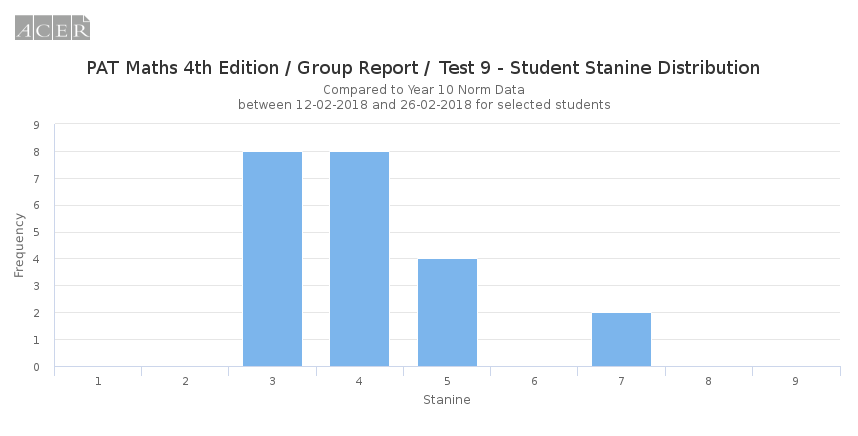 ACER
PAT Maths 4th Edition / Group Report / Test 9 - Student Stanine Distribution
Compared to Year 10 Norm Data
between 12-02-2018 and 26-02-2018 for selected students
9
8
7
6
5
4
3
2
1
0
Frequency
1 2 3 4 5 6 7 8 9
Stanine